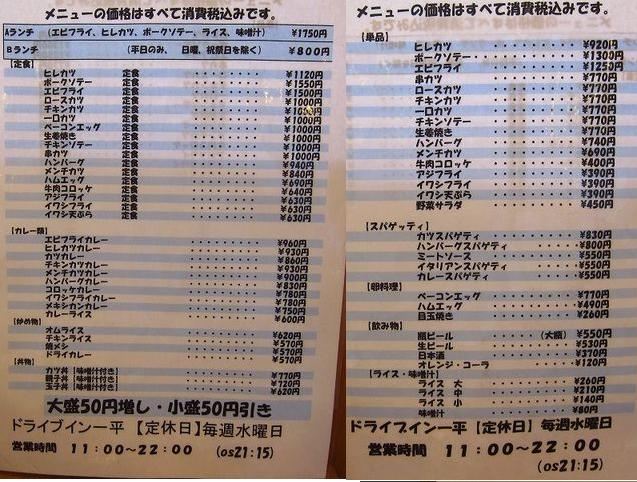 メニューの価格はすべて消費税込みです。
Aランチ (エビフライ、ヒレカツ、ポークソテー、ライス、味噌汁) ¥1750円
Bランチ (平日のみ、 日曜、祝祭日を除く) ¥800円
【定食】
ヒレカツ 定食 ¥1120円
ポークソテー 定食 ¥1550円
エビフライ 定食 ¥1500円
ロースカツ 定食 ¥1000円
チキンカツ 定食 ¥1000円
一口カツ 定食 ¥1000円
ベーコンエッグ 定食 ¥1000円
生姜焼き 定食 ¥1000円
チキンソテー 定食 ¥1000円
串カツ 定食 ¥1000円
ハンバーグ 定食 ¥940円
メンチカツ 定食 ¥840円
ハムエッグ 定食 ¥690円
牛肉コロッケ 定食 ¥640円
アジフライ 定食 ¥630円
イワシフライ 定食 ¥630円
イワシ天ぷら 定食 ¥630円
【カレー類】
エビフライカレー ¥960円
ヒレカツカレー ¥930円
カツカレー ¥860円
チキンカツカレー ¥930円
メンチカツカレー ¥900円
ハンバーグカレー ¥830円
コロッケカレー ¥780円
イワシフライカレー ¥780円
メキシカンカレー ¥750円
カレーライス ¥600円
【炒め物】
オムライス ¥620円
チキンライス ¥570円
焼メシ ¥570円
ドライカレー ¥570円
【丼物】
カツ丼 【味噌汁付き】 ¥770円
親子丼 【味噌汁付き】 ¥720円
玉子丼 【味噌汁付き】 ¥620円
大盛50円増し・小盛50円引き
ドライブイン一平 【定休日】毎週水曜日
営業時間 11:00~22:00 (os21:15)
メニューの価格はすべて消費税込みです。
【単品】
ヒレカツ ¥920円
ポークソテー ¥1300円
エビフライ ¥1250円
串カツ ¥770円
ロースカツ ¥770円
チキンカツ ¥770円
一口カツ ¥770円
チキンソテー ¥770円
生姜焼き ¥770円
ハンバーグ ¥740円
メンチカツ ¥690円
牛肉コロッケ ¥400円
アジフライ ¥390円
イワシフライ ¥390円
イワシ天ぷら ¥390円
野菜サラダ ¥450円
【スパゲッティ】
カツスパゲティ ¥830円
ハンバーグスパゲティ ¥800円
ミートソース ¥550円
イタリアンスパゲティ ¥550円
カレースパゲティ ¥550円
【卵料理】
ベーコンエッグ ¥770円
ハムエッグ ¥490円
目玉焼き ¥260円
【飲み物】
瓶ビール (大瓶) ¥550円
生ビール ¥530円
日本酒 ¥370円
オレンジ・コーラ ¥120円
【ライス・味噌汁】
ライス 大 ¥260円
ライス 中 ¥210円
ライス 小 ¥140円
味噌汁 ¥80円
ドライブイン一平 【定休日】 毎週水曜日
営業時間 11:00~22:00
(os21:15)